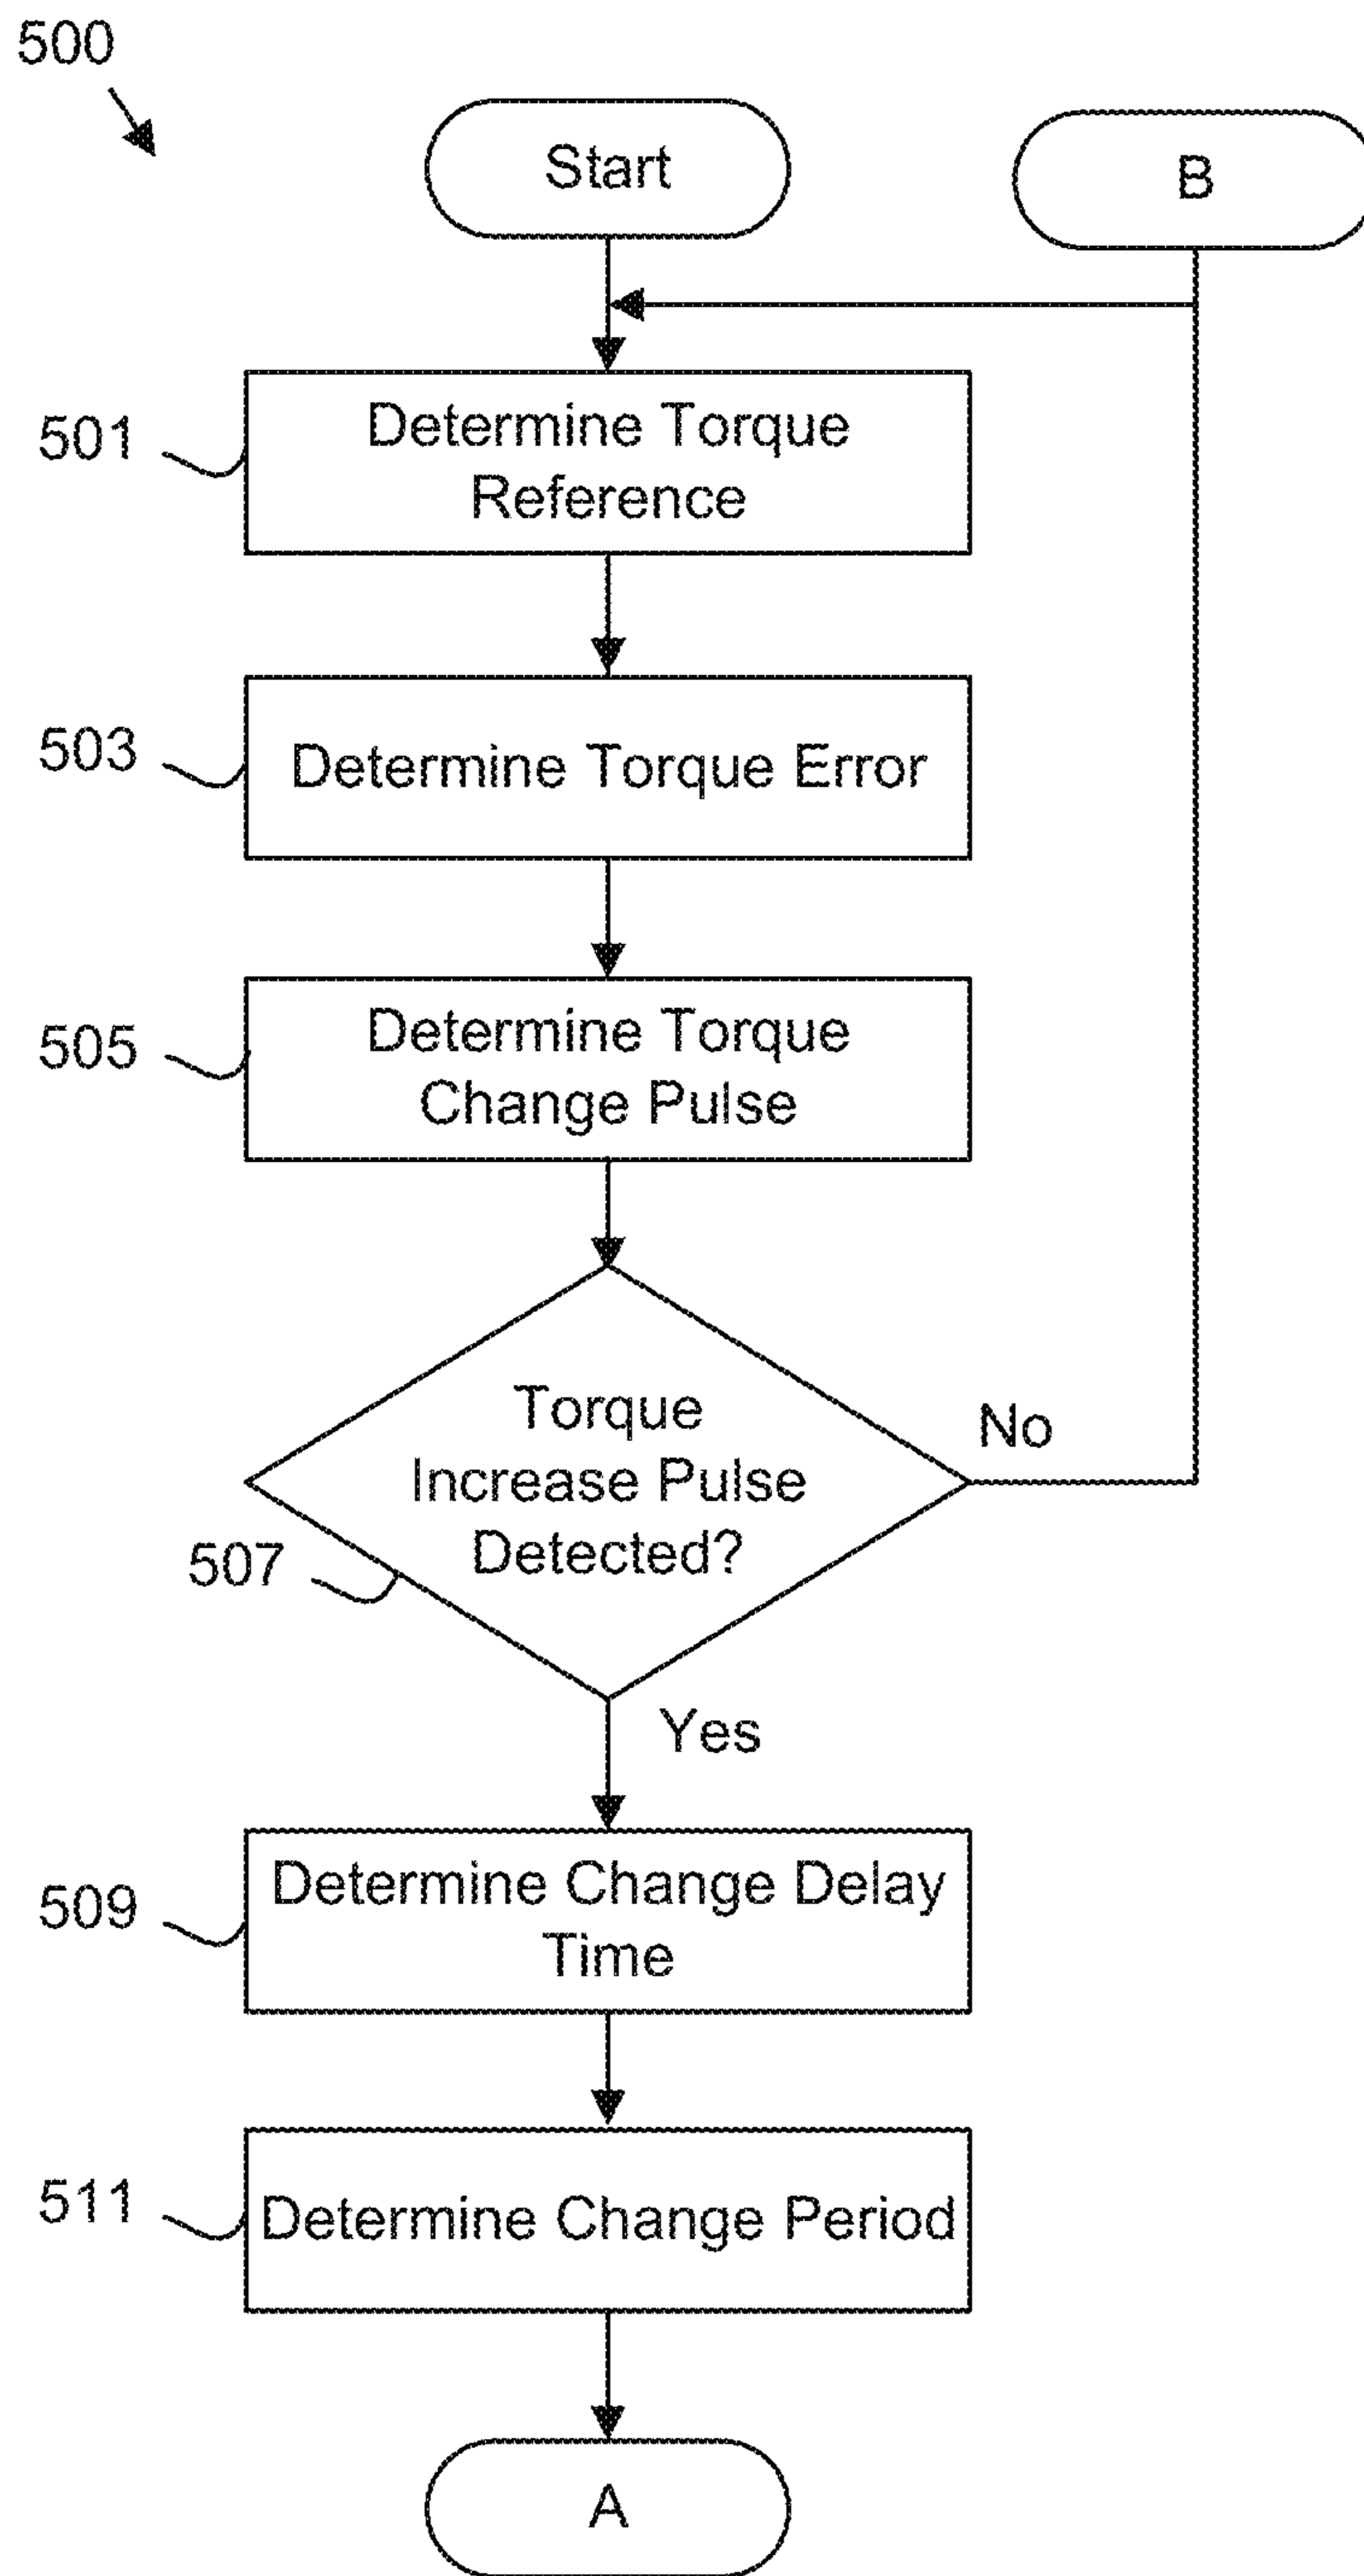 500
Start
B
501
Determine Torque
Reference
503
Determine Torque Error
505
Determine Torque
Change Pulse
Torque
Increase Pulse
Detected?
No
507
Yes
509
Determine Change Delay
Time
511
Determine Change Period
A